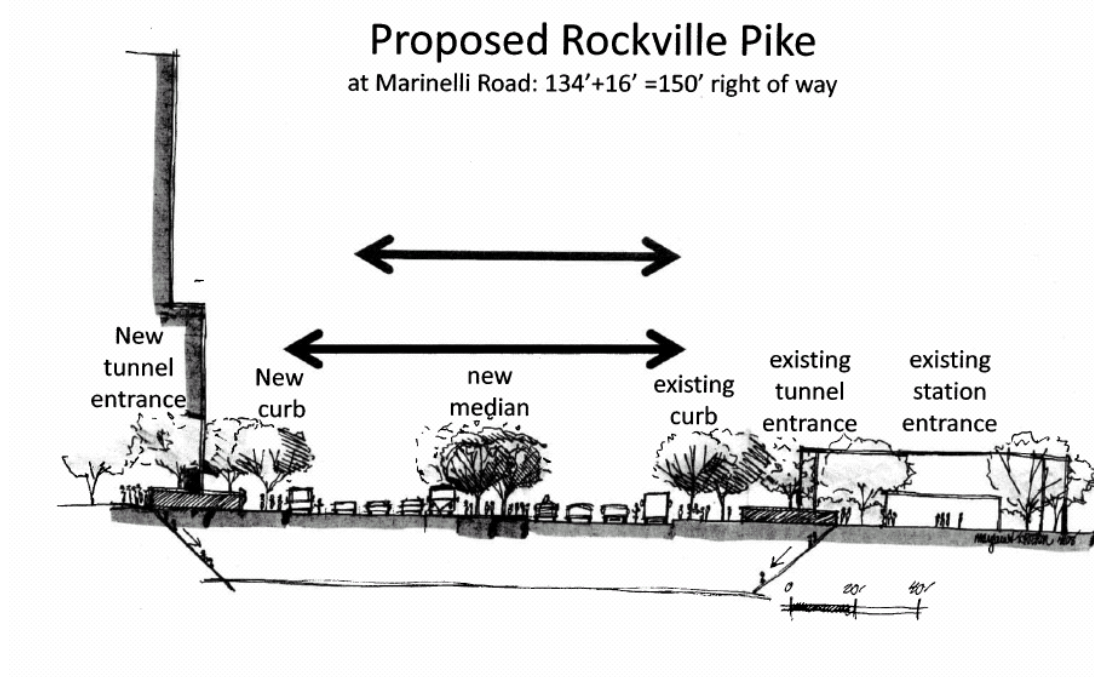 Proposed Rockville Pike
at Marinelli Road: 134’+16’ =150’ right of way
New
tunnel
entrance
New
curb
new
median
existing
curb
existing
tunnel
entrance
existing
station
entrance
0 20' 40'